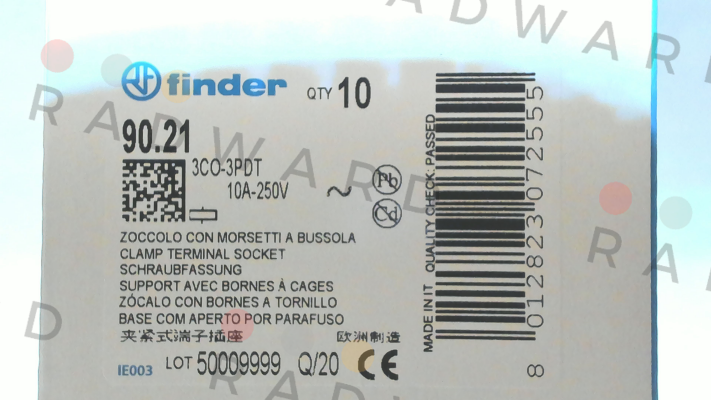 finder
QTY 10
90.21
3CO-3PDT
10A-250V ~
Pb
Cd
ZOCCOLO CON MORSETTI A BUSSOLA
CLAMP TERMINAL SOCKET
SCHRAUBFASSUNG
SUPPORT AVEC BORNES À CAGES
ZÓCALO CON BORNES A TORNILLO
BASE COM APERTO POR PARAFUSO
夹紧式端子插座 欧洲制造
IE003 LOT 50009999 Q/20 CE
MADE IN IT QUALITY CHECK: PASSED
8 012823 072555
RADWARD
RADWARD
RADWARD